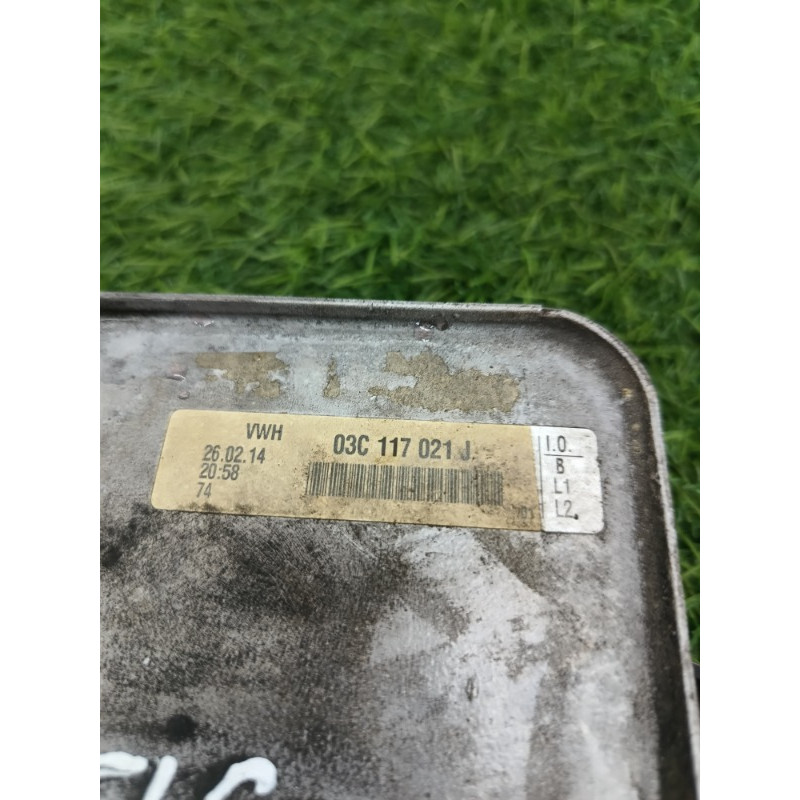 VWH 03C 117 021 J.
26.02.14
20:58
74
I.O.
B
L1
L2